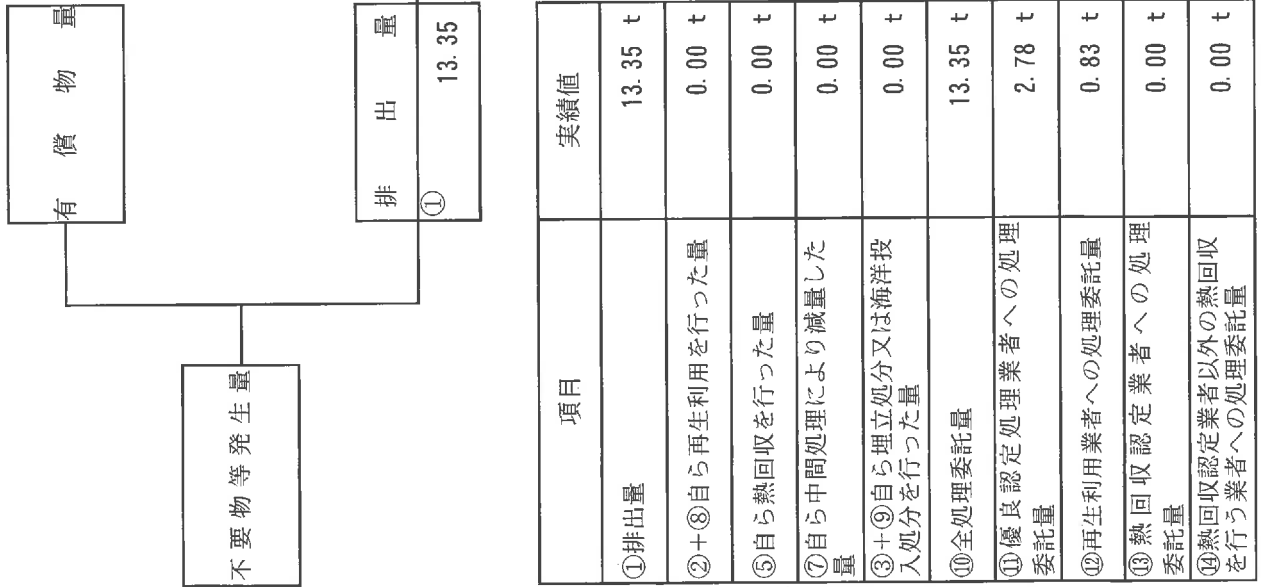 有償物量
不要物等発生量
排出量
① 13.35
項目 実績値
①排出量 13.35 t
②+⑧自ら再生利用を行った量 0.00 t
⑤自ら熱回収を行った量 0.00 t
⑦自ら中間処理により減量した
量 0.00 t
③+⑨自ら埋立処分又は海洋投
入処分を行った量 0.00 t
⑩全処理委託量 13.35 t
⑪優良認定処理業者への処理
委託量 2.78 t
⑫再生利用業者への処理委託量 0.83 t
⑬熱回収認定業者への処理
委託量 0.00 t
⑭熱回収認定業者以外の熱回収
を行う業者への処理委託量 0.00 t